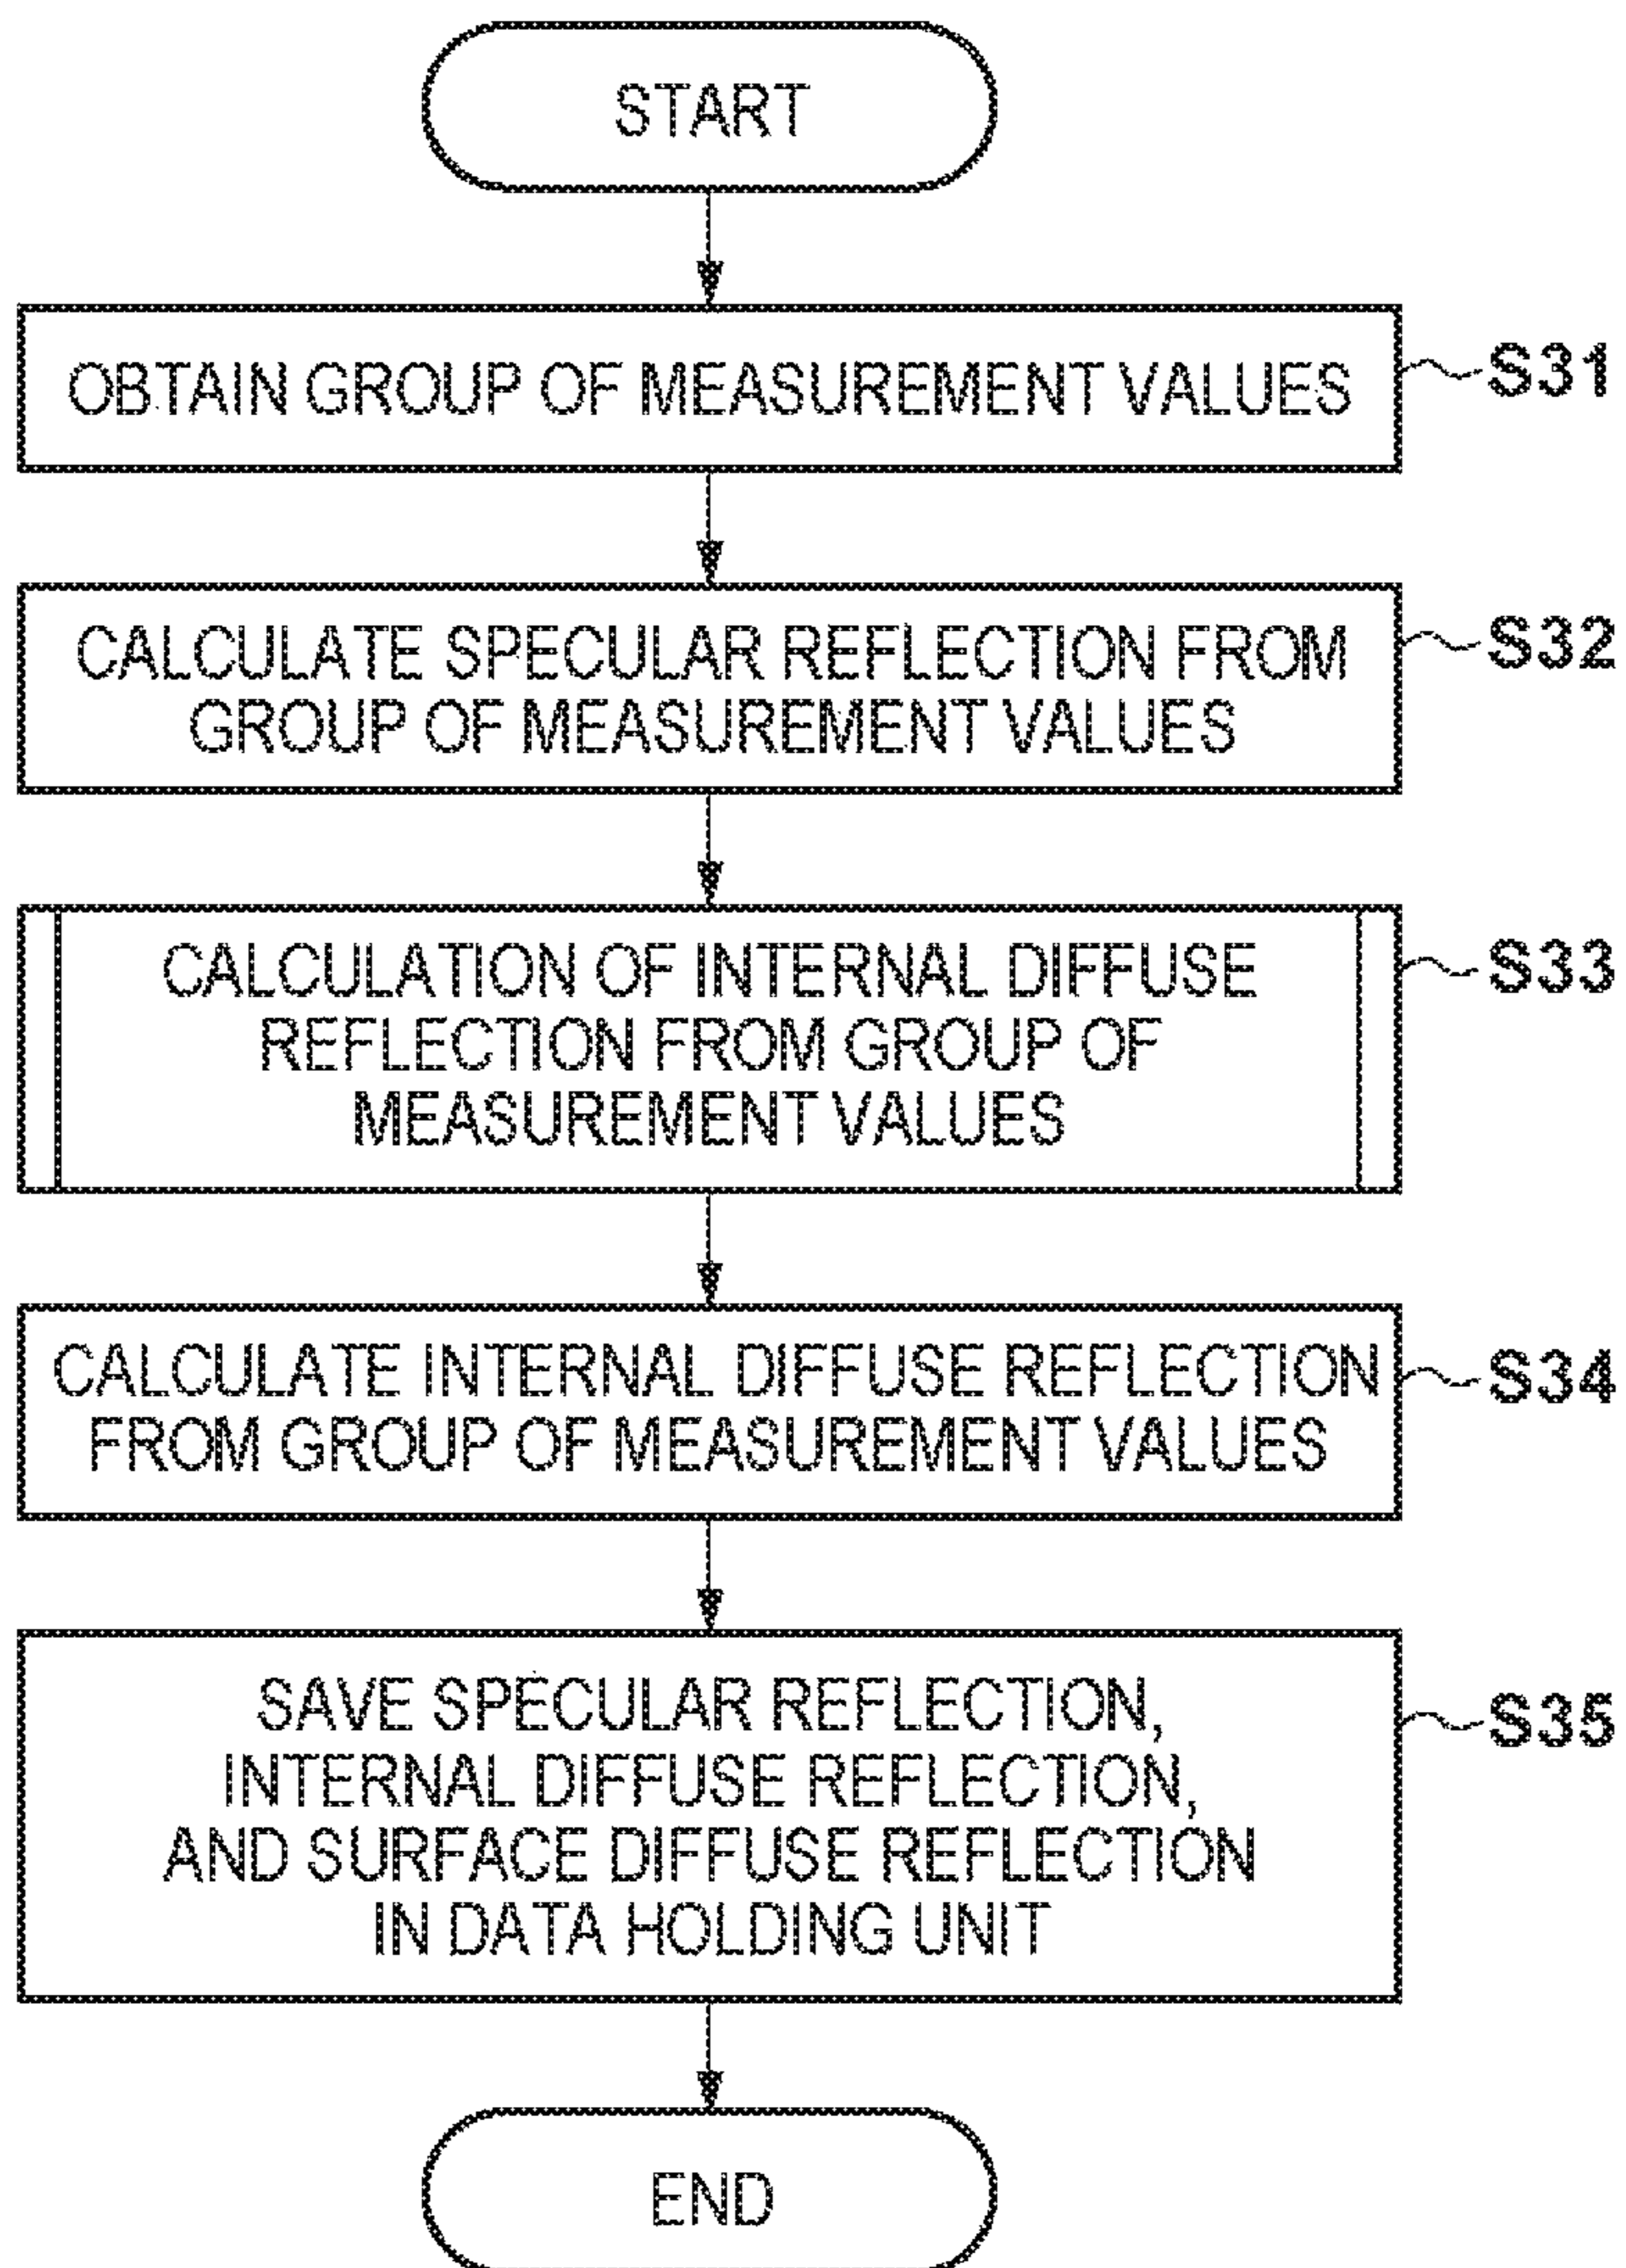 START
OBTAIN GROUP OF MEASUREMENT VALUES
S31
CALCULATE SPECULAR REFLECTION FROM
GROUP OF MEASUREMENT VALUES
S32
CALCULATION OF INTERNAL DIFFUSE
REFLECTION FROM GROUP OF
MEASUREMENT VALUES
S33
CALCULATE INTERNAL DIFFUSE REFLECTION
FROM GROUP OF MEASUREMENT VALUES
S34
SAVE SPECULAR REFLECTION,
INTERNAL DIFFUSE REFLECTION,
AND SURFACE DIFFUSE REFLECTION
IN DATA HOLDING UNIT
S35
END